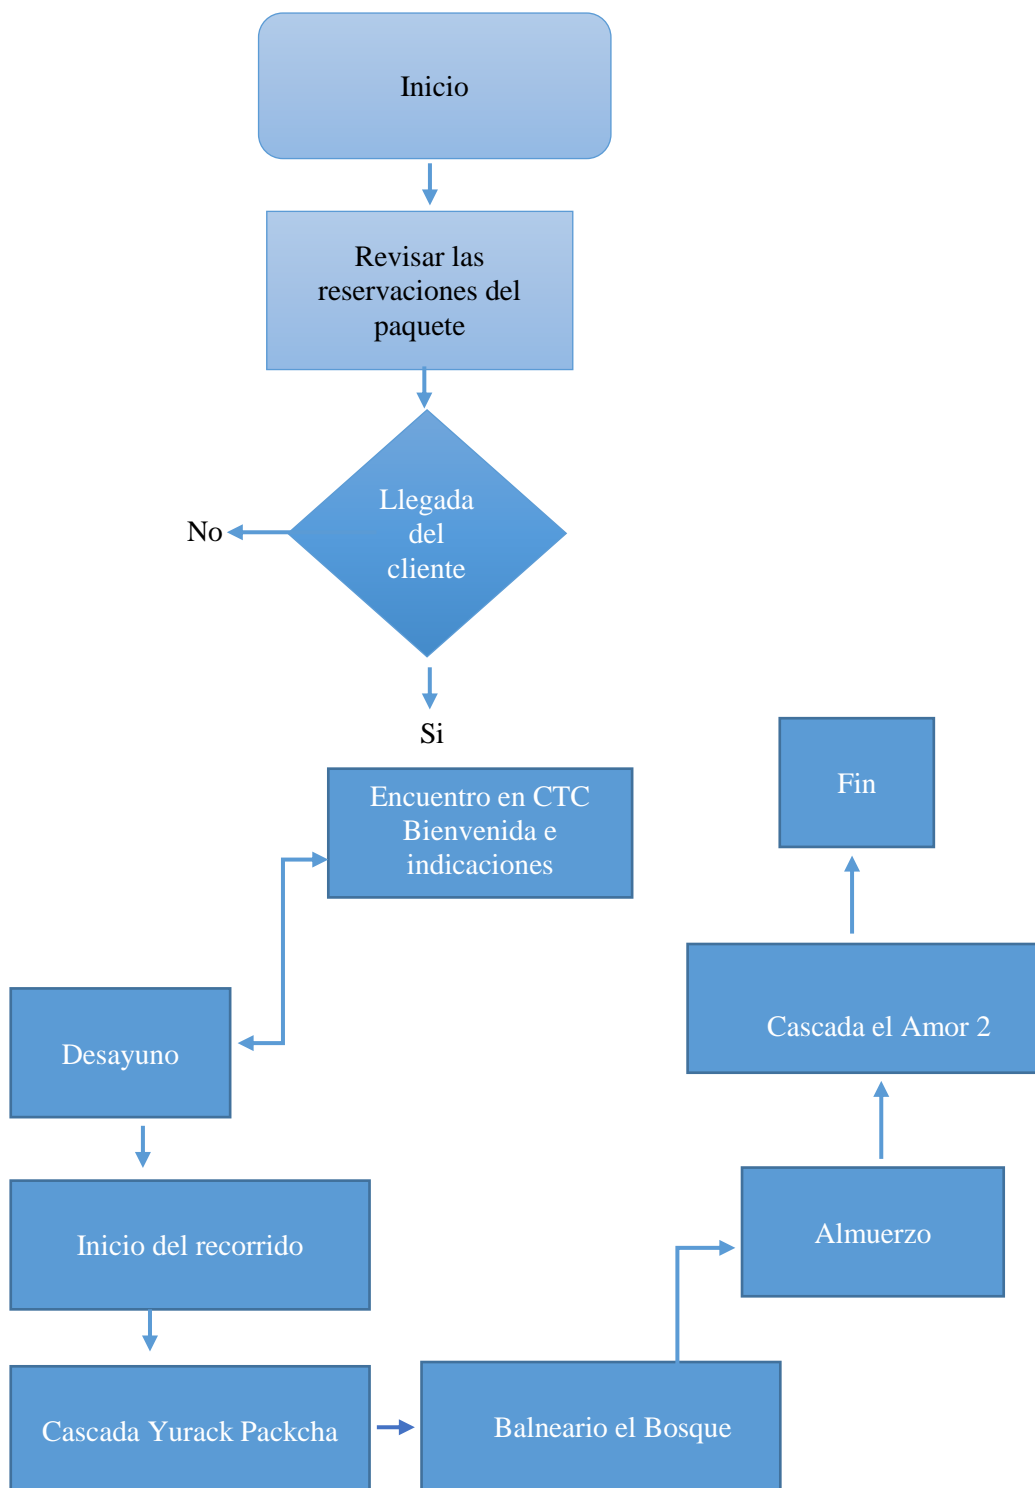 Inicio
Revisar las
reservaciones del
paquete
Llegada
del
cliente
No
Si
Encuentro en CTC
Bienvenida e
indicaciones
Desayuno
Inicio del recorrido
Cascada Yurack Packcha
Balneario el Bosque
Almuerzo
Cascada el Amor 2
Fin